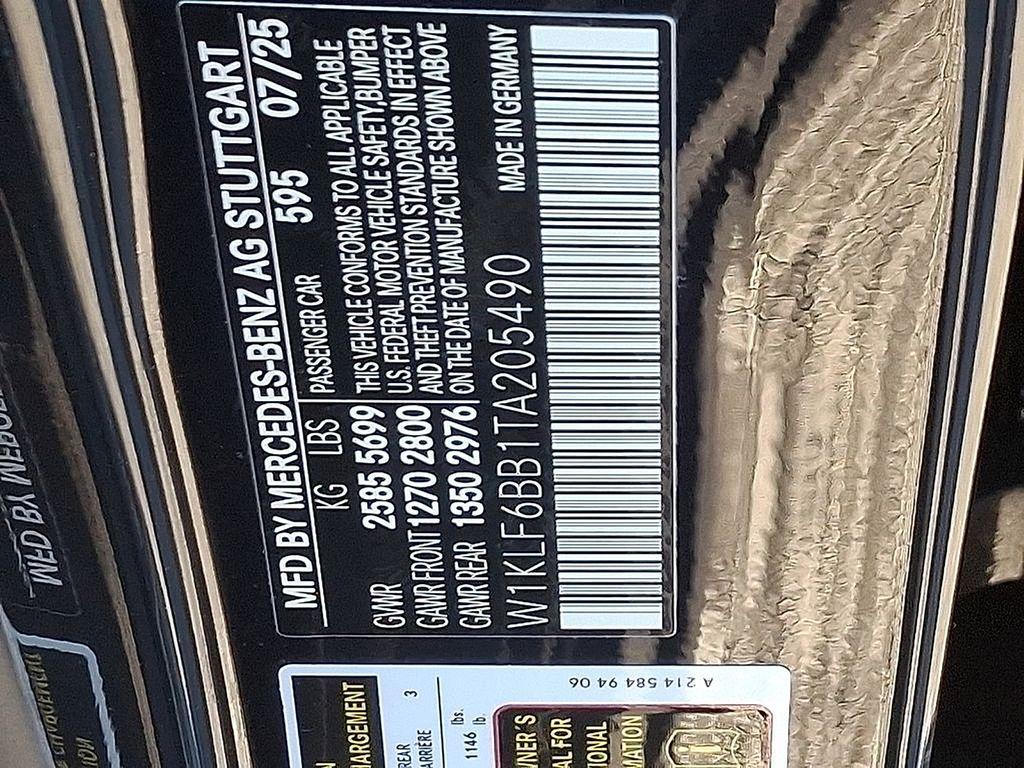 MFD BY MERCEDES-BENZ AG STUTTGART
595 07/25
KG LBS PASSENGER CAR
GVWR 2585 5699
GAWR FRONT 1270 2800
GAWR REAR 1350 2976
THIS VEHICLE CONFORMS TO ALL APPLICABLE
U.S. FEDERAL MOTOR VEHICLE SAFETY,BUMPER
AND THEFT PREVENTION STANDARDS IN EFFECT
ON THE DATE OF MANUFACTURE SHOWN ABOVE
MADE IN GERMANY
W1KLF6BB1TA205490
HARGEMENT
REAR
ARRIÈRE 3
1146 lbs.
lb.
A 214 584 94 06
MFD BY